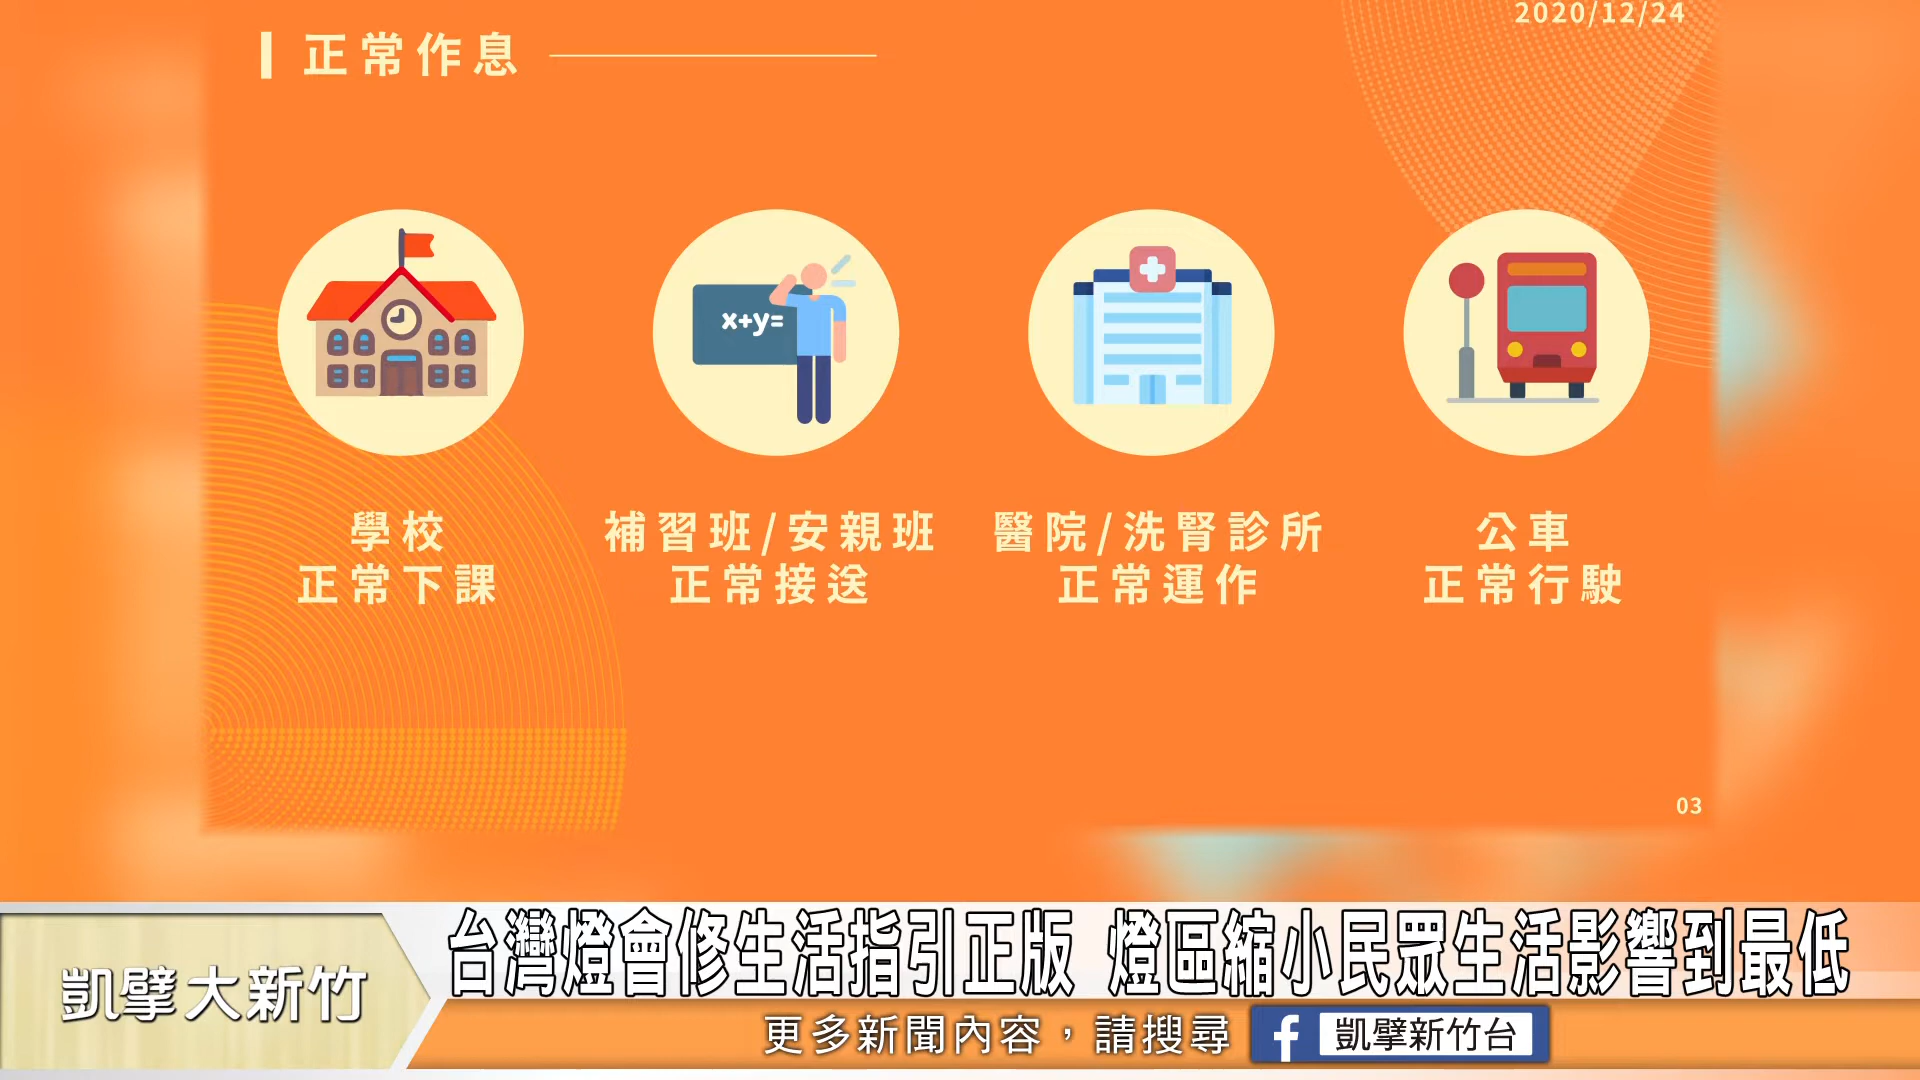 2020/12/24
正常作息
x+y=
學校
正常下課
補習班/安親班
正常接送
醫院/洗腎診所
正常運作
公車
正常行駛
03
台灣燈會修生活指引正版 燈區縮小民眾生活影響到最低
凱擘大新竹
更多新聞內容，請搜尋
f 凱擘新竹台